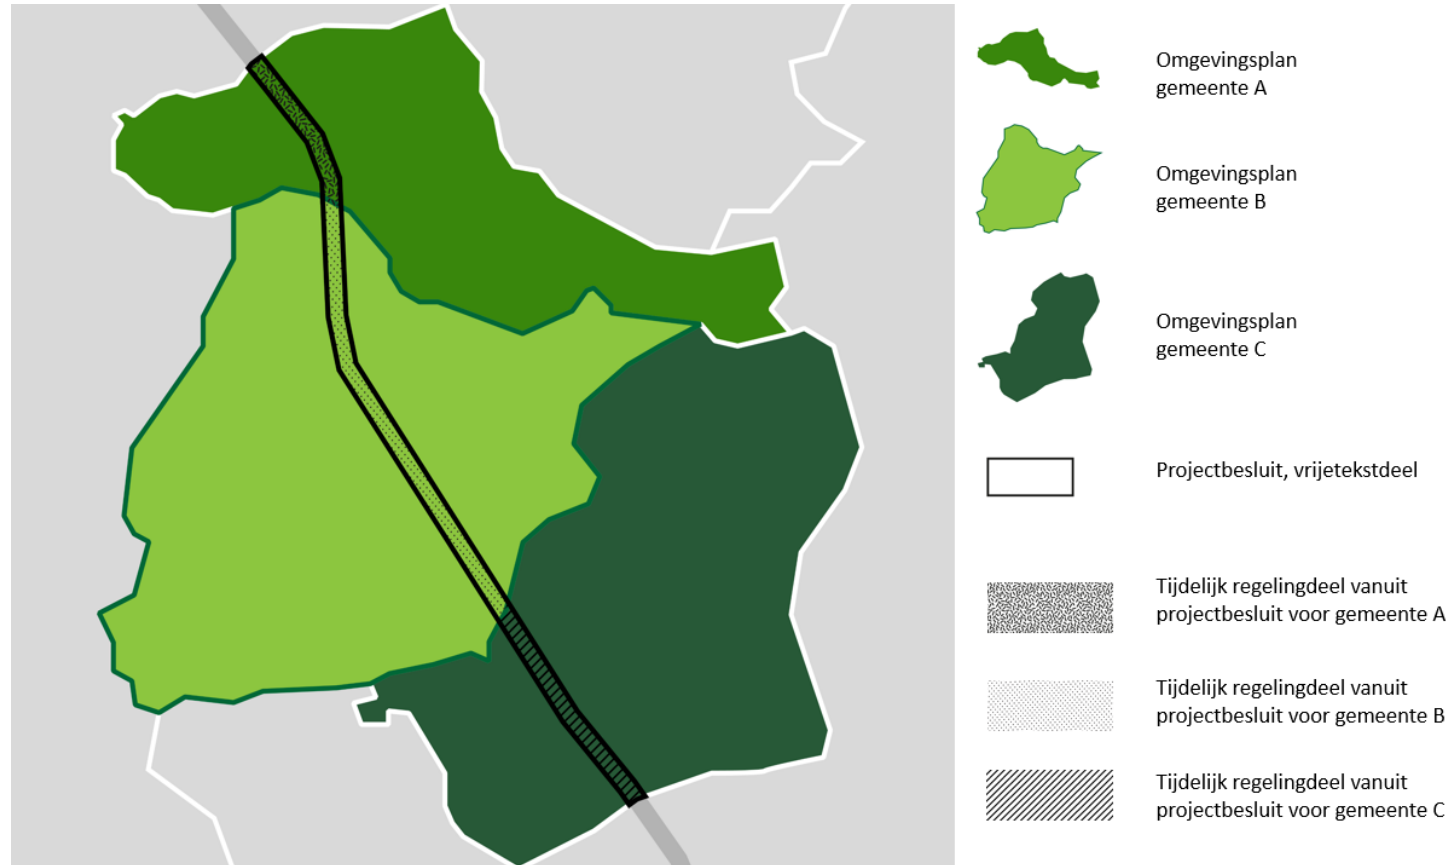 Omgevingsplan
gemeente A
Omgevingsplan
gemeente B
Omgevingsplan
gemeente C
Projectbesluit, vrijetekstdeel
Tijdelijk regelingdeel vanuit
projectbesluit voor gemeente A
Tijdelijk regelingdeel vanuit
projectbesluit voor gemeente B
Tijdelijk regelingdeel vanuit
projectbesluit voor gemeente C